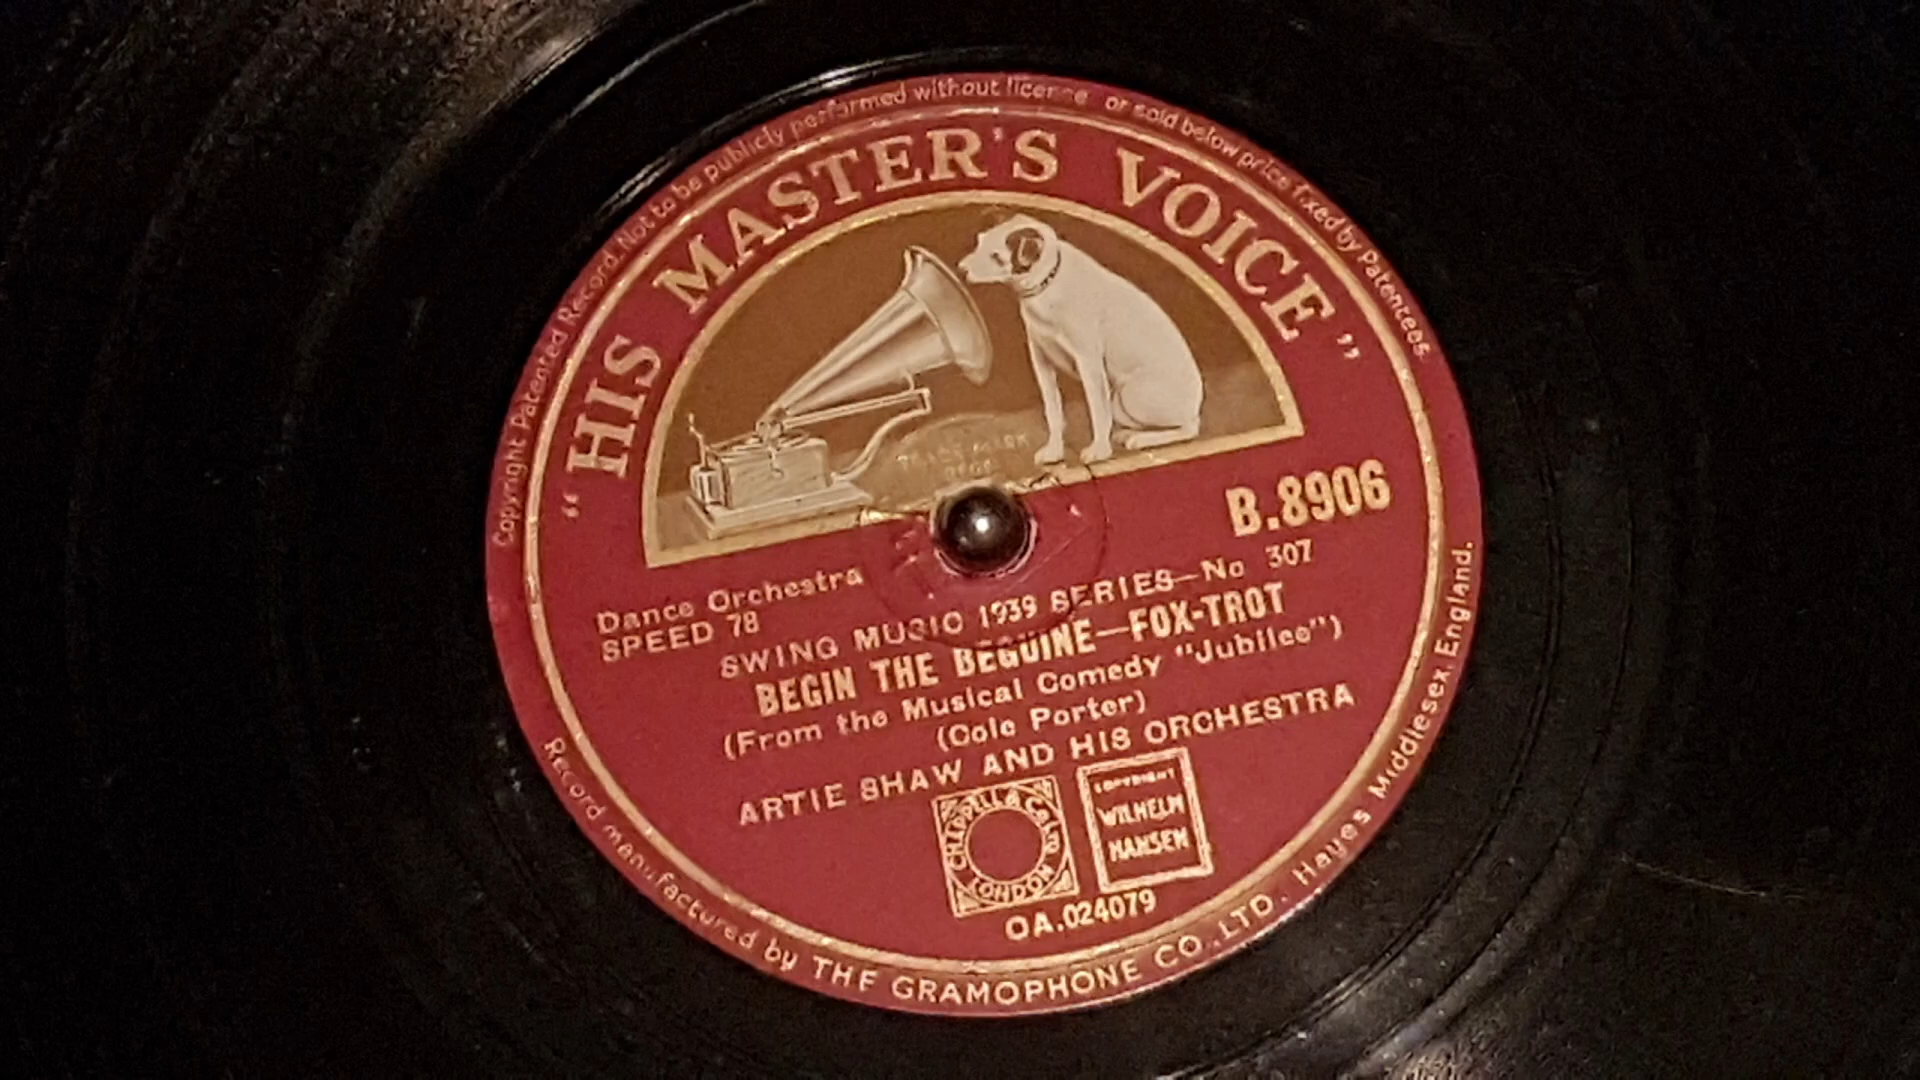 Copyright Patented Record. Not to be publicly performed without licence or sold below price fixed by Patentees.
"HIS MASTER'S VOICE"
TRADE MARK
REGD.
B.8906
Dance Orchestra
SPEED 78
SWING MUSIC 1939 SERIES—No 307
BEGIN THE BEGUINE—FOX-TROT
(From the Musical Comedy "Jubilee")
(Cole Porter)
ARTIE SHAW AND HIS ORCHESTRA
CHAPPELL & Co Ltd LONDON
COPYRIGHT
WILHELM
HANSEN
OA.024079
Record manufactured by THE GRAMOPHONE CO., LTD. Hayes Middlesex, England.